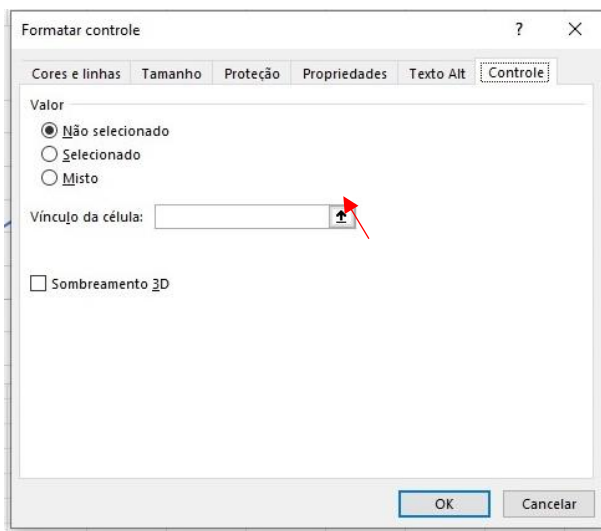 Formatar controle ? ×
Cores e linhas Tamanho Proteção Propriedades Texto Alt Controle
Valor
Não selecionado
Selecionado
Misto
Vínculo da célula:
Sombreamento 3D
OK Cancelar